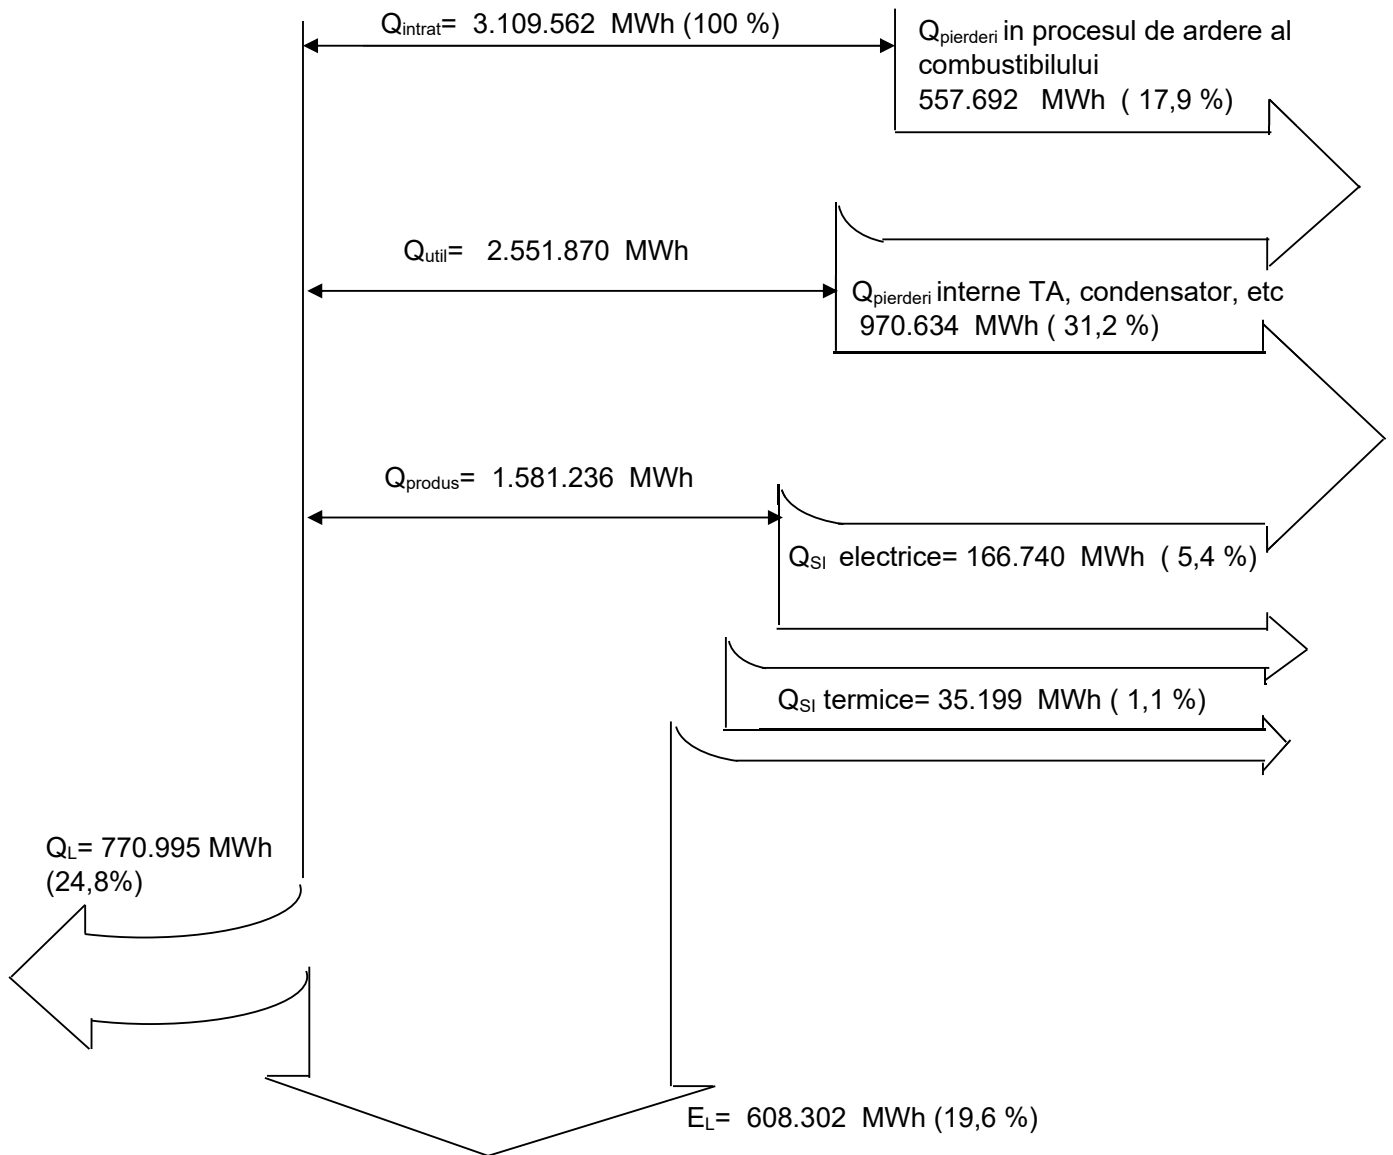 Qintrat= 3.109.562 MWh (100 %)
Qpierderi in procesul de ardere al
combustibilului
557.692 MWh ( 17,9 %)
Qutil= 2.551.870 MWh
Qpierderi interne TA, condensator, etc
970.634 MWh ( 31,2 %)
Qprodus= 1.581.236 MWh
QSI electrice= 166.740 MWh ( 5,4 %)
QSI termice= 35.199 MWh ( 1,1 %)
QL= 770.995 MWh
(24,8%)
EL= 608.302 MWh (19,6 %)